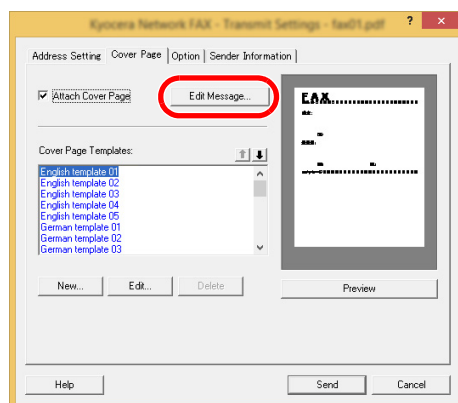 Kyocera Network FAX - Transmit Settings - fax01.pdf ? ×
Address Setting Cover Page Option Sender Information
Attach Cover Page Edit Message...
Cover Page Templates:
English template 01
English template 02
English template 03
English template 04
English template 05
German template 01
German template 02
German template 03
New... Edit... Delete
FAX
Preview
Help Send Cancel